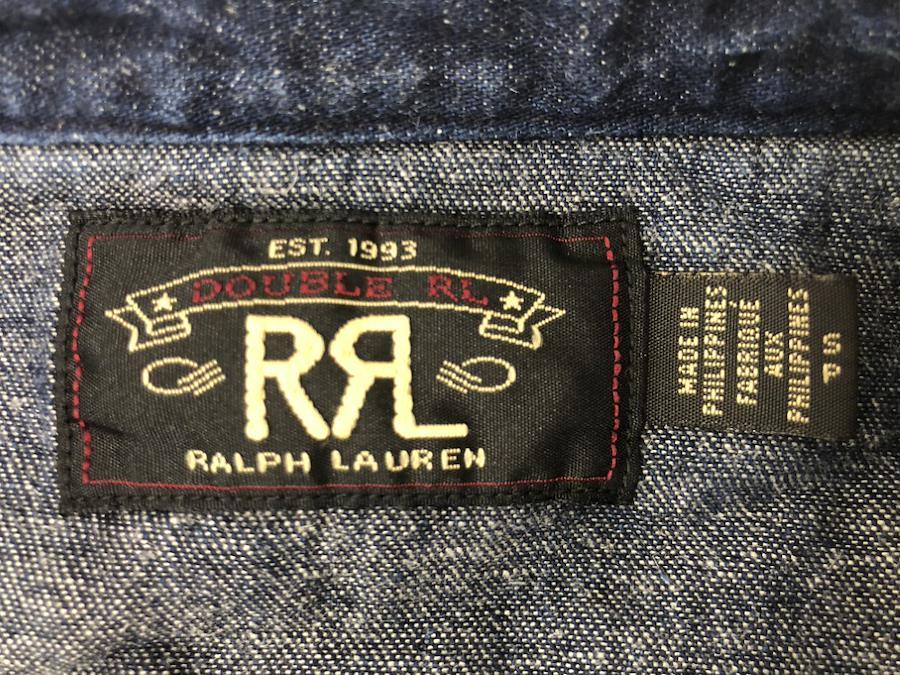 EST. 1993
DOUBLE RL
RRL
RALPH LAUREN
MADE IN
PHILIPPINES
FABRIQUÉ
AUX
PHILIPPINES
P S